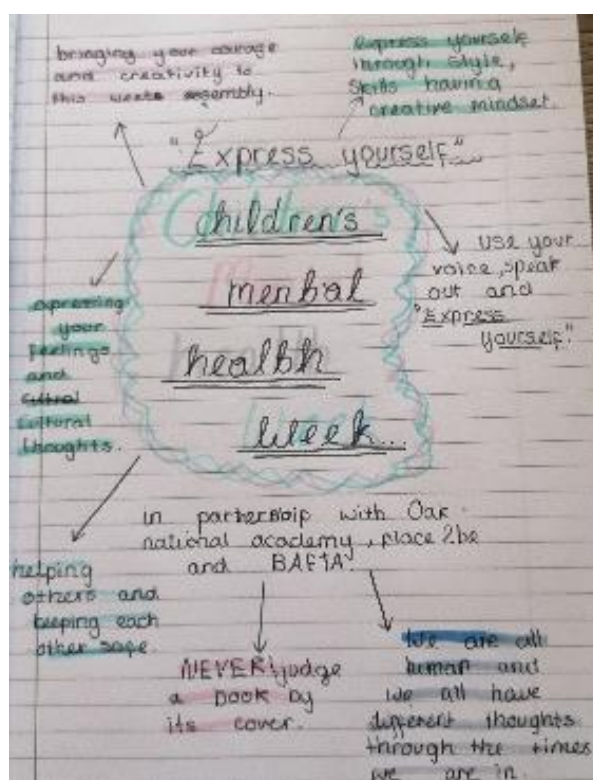 bringing your courage
and creativity to
this weeks assembly.
express yourself
through style,
skills having a
creative mindset.
"Express yourself"
Children's
mental
health
Week...
use your
voice, speak
out and
"Express
yourself."
expressing
your
feelings
and
cultral
cultural
thoughts.
in partnership with Oak
national academy, place 2be
and BAFTA.
helping
others and
keeping each
other safe.
NEVER judge
a book by
its cover.
We are all
human and
we all have
different thoughts
through the times
we are in